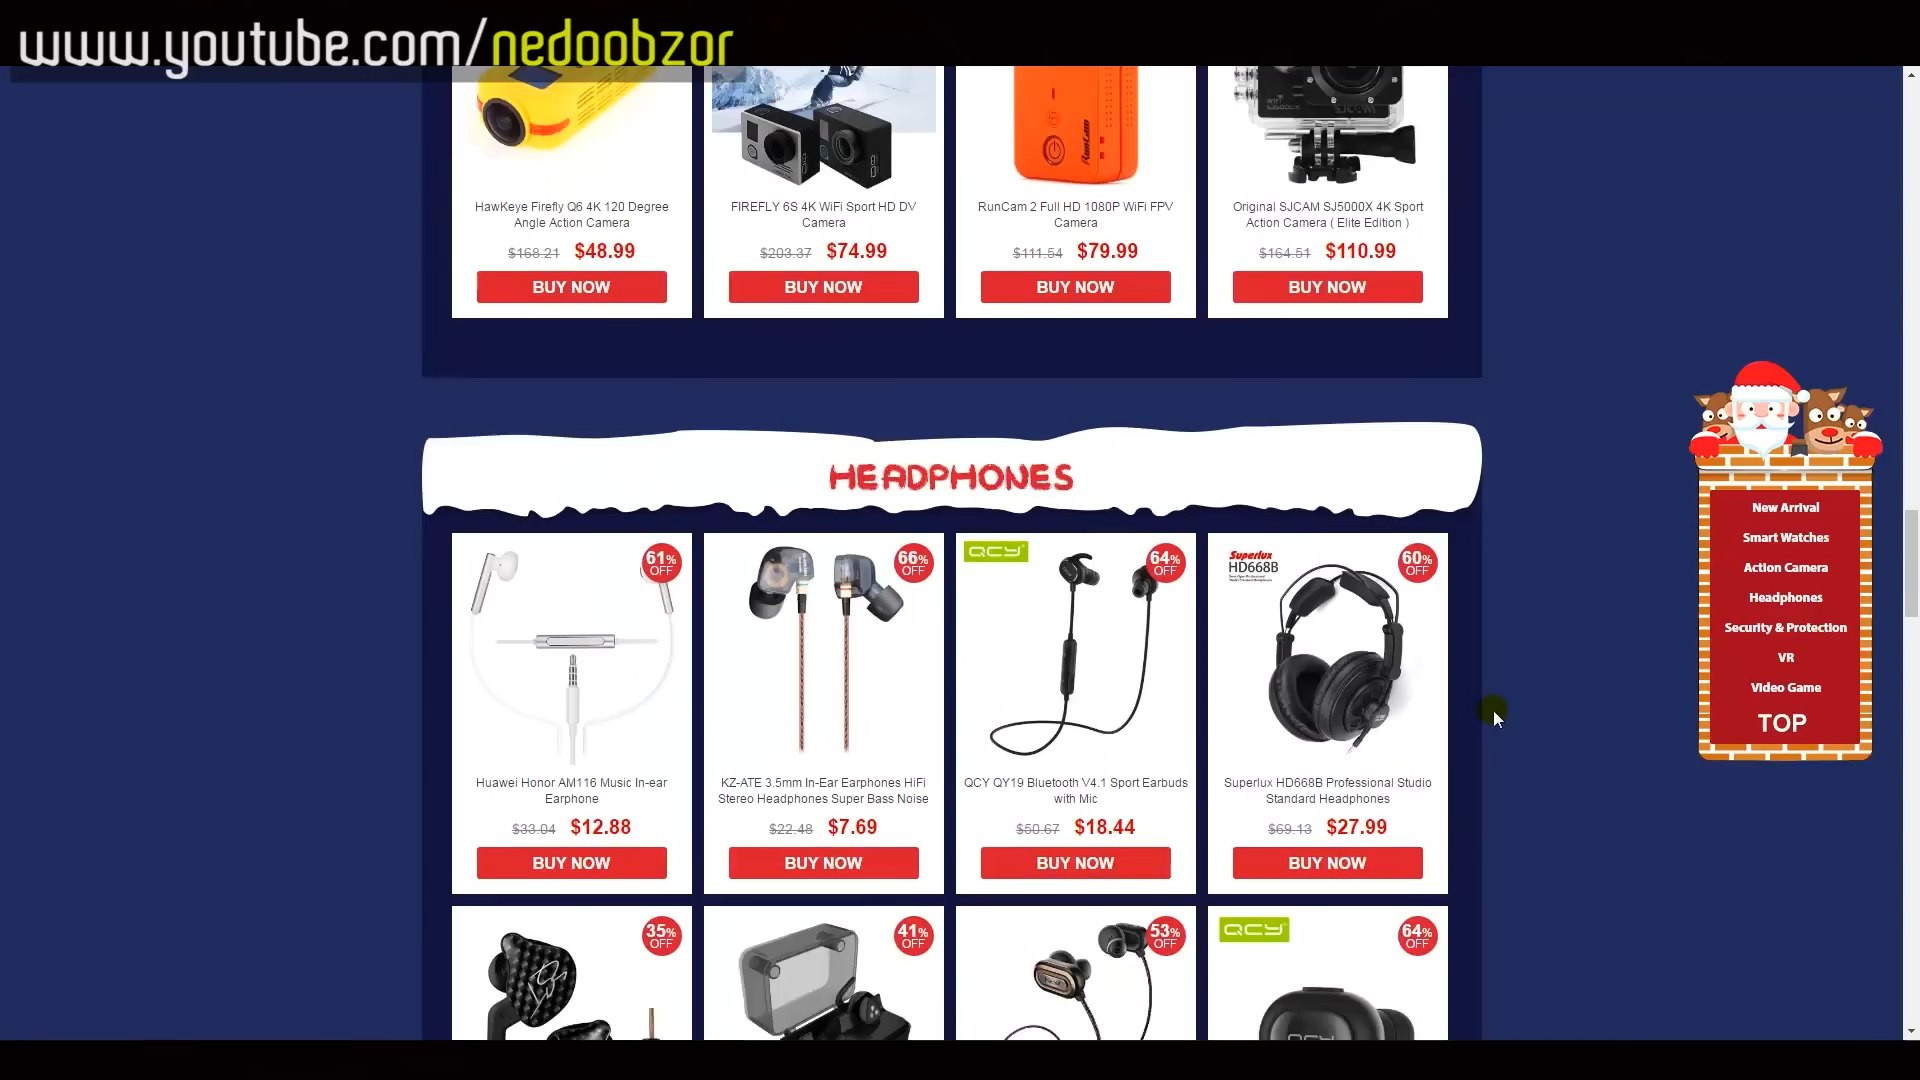 www.youtube.com/nedoobzor
RunCam
SJCAM
HawKeye Firefly Q6 4K 120 Degree
Angle Action Camera
$168.21 $48.99
BUY NOW
FIREFLY 6S 4K WiFi Sport HD DV
Camera
$203.37 $74.99
BUY NOW
RunCam 2 Full HD 1080P WiFi FPV
Camera
$111.54 $79.99
BUY NOW
Original SJCAM SJ5000X 4K Sport
Action Camera ( Elite Edition )
$164.51 $110.99
BUY NOW
HEADPHONES
61% OFF
Huawei Honor AM116 Music In-ear
Earphone
$33.04 $12.88
BUY NOW
66% OFF
KZ-ATE 3.5mm In-Ear Earphones HiFi
Stereo Headphones Super Bass Noise
$22.48 $7.69
BUY NOW
QCY
64% OFF
QCY QY19 Bluetooth V4.1 Sport Earbuds
with Mic
$50.67 $18.44
BUY NOW
Superlux
HD668B
60% OFF
Superlux HD668B Professional Studio
Standard Headphones
$69.13 $27.99
BUY NOW
35% OFF
41% OFF
53% OFF
QCY
64% OFF
QCY
New Arrival
Smart Watches
Action Camera
Headphones
Security & Protection
VR
Video Game
TOP